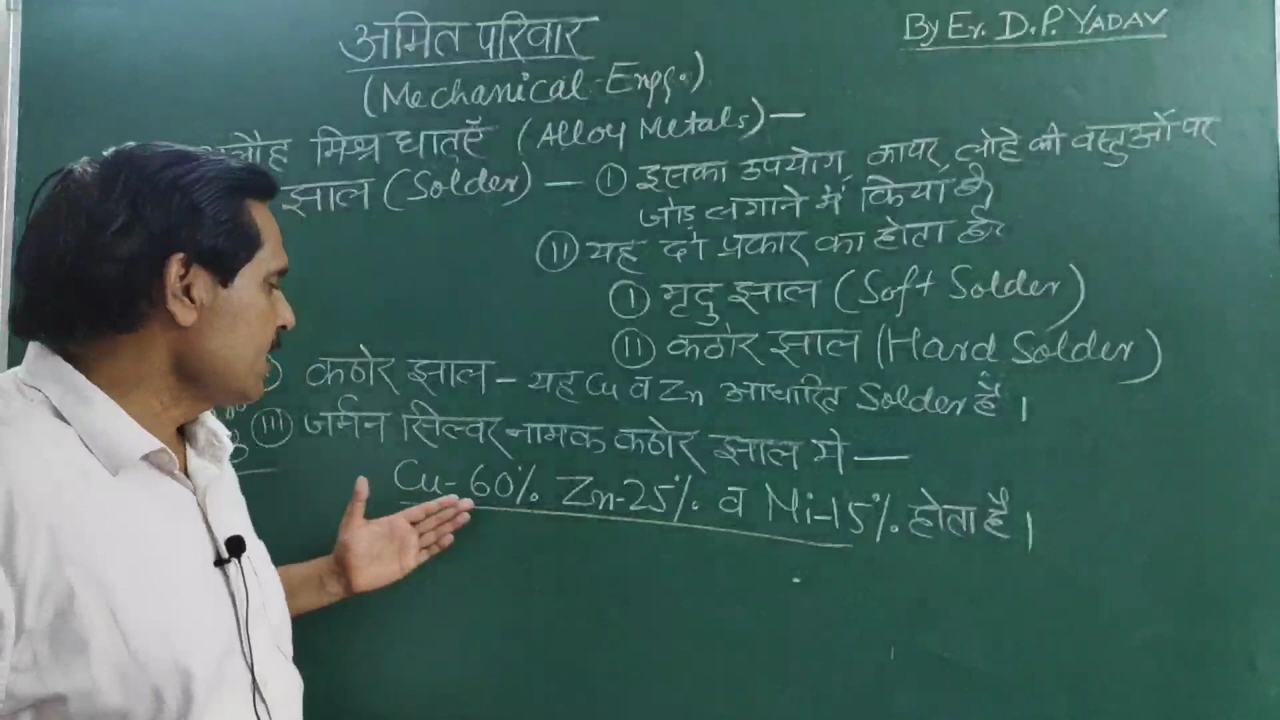 अमित परिवार
By Er. D.P. YADAV
(Mechanical Engg.)
अलौह मिश्र धातुएँ (Alloy Metals) —
झाल (Solder) — ① इसका उपयोग, कापर, लोहे की वस्तुओं पर
जोड़ लगाने में किया है,
⑪ यह दो प्रकार का होता है
① मृदु झाल (Soft Solder)
⑪ कठोर झाल (Hard Solder)
कठोर झाल – यह Cu व Zn आधारित Solder है।
(iii) जर्मन सिल्वर नामक कठोर झाल मे —
Cu-60% Zn-25% व Ni-15% होता है।